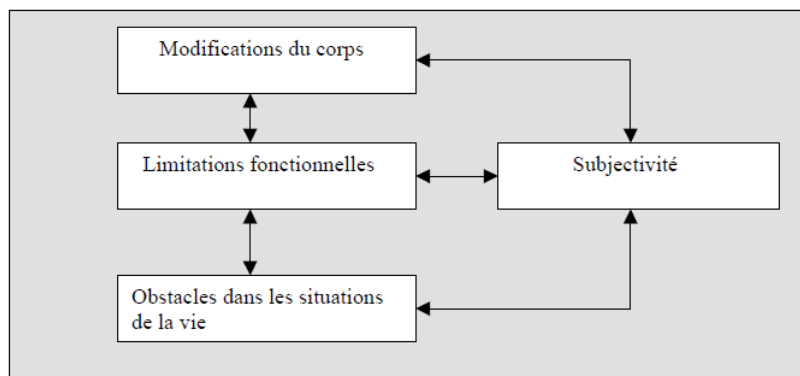 Modifications du corps
Limitations fonctionnelles
Subjectivité
Obstacles dans les situations
de la vie